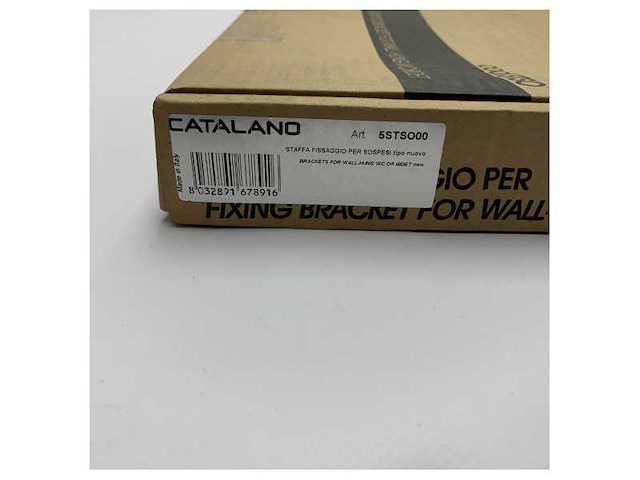 CATALANO
Art. 5STSO00
STAFFA FISSAGGIO PER SOSPESI tipo nuovo
BRACKETS FOR WALL-HUNG WC OR BIDET new
Made in Italy
8 032891 678916
GIO PER
FIXING BRACKET FOR WALL-